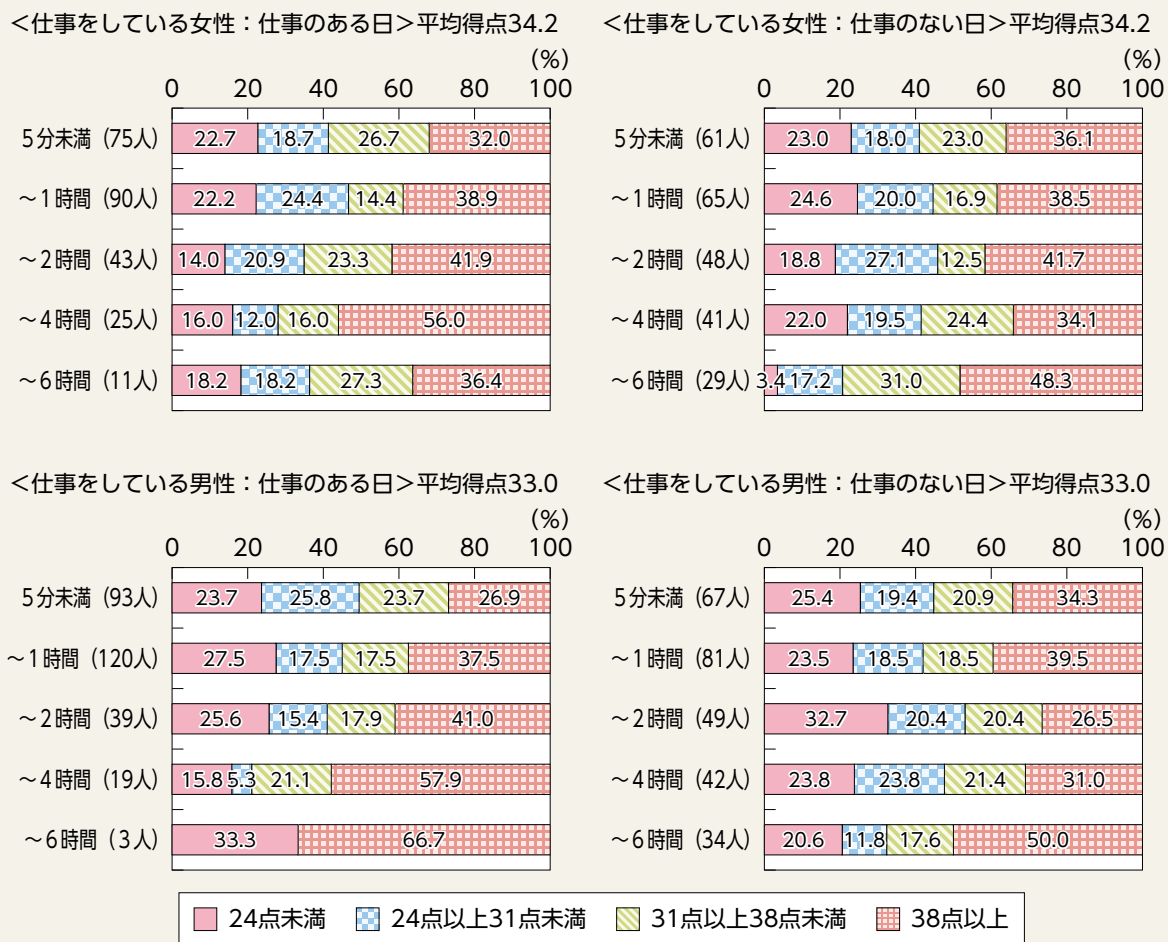 <仕事をしている女性：仕事のある日>平均得点34.2
(%)
0 20 40 60 80 100
5分未満（75人） 22.7 18.7 26.7 32.0
～1時間（90人） 22.2 24.4 14.4 38.9
～2時間（43人） 14.0 20.9 23.3 41.9
～4時間（25人） 16.0 12.0 16.0 56.0
～6時間（11人） 18.2 18.2 27.3 36.4
<仕事をしている女性：仕事のない日>平均得点34.2
(%)
0 20 40 60 80 100
5分未満（61人） 23.0 18.0 23.0 36.1
～1時間（65人） 24.6 20.0 16.9 38.5
～2時間（48人） 18.8 27.1 12.5 41.7
～4時間（41人） 22.0 19.5 24.4 34.1
～6時間（29人） 3.4 17.2 31.0 48.3
<仕事をしている男性：仕事のある日>平均得点33.0
(%)
0 20 40 60 80 100
5分未満（93人） 23.7 25.8 23.7 26.9
～1時間（120人） 27.5 17.5 17.5 37.5
～2時間（39人） 25.6 15.4 17.9 41.0
～4時間（19人） 15.8 5.3 21.1 57.9
～6時間（3人） 33.3 66.7
<仕事をしている男性：仕事のない日>平均得点33.0
(%)
0 20 40 60 80 100
5分未満（67人） 25.4 19.4 20.9 34.3
～1時間（81人） 23.5 18.5 18.5 39.5
～2時間（49人） 32.7 20.4 20.4 26.5
～4時間（42人） 23.8 23.8 21.4 31.0
～6時間（34人） 20.6 11.8 17.6 50.0
24点未満 24点以上31点未満 31点以上38点未満 38点以上